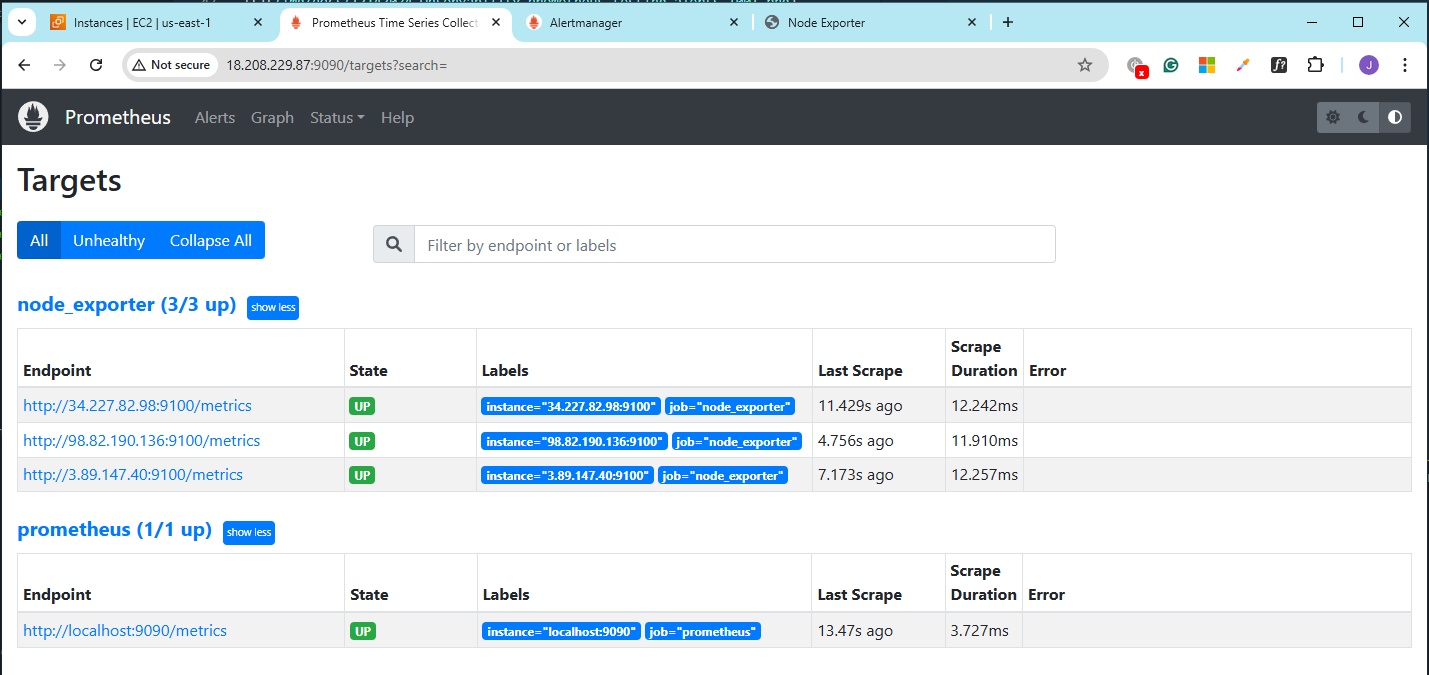 Instances | EC2 | us-east-1
Prometheus Time Series Collect
Alertmanager
Node Exporter
Not secure
18.208.229.87:9090/targets?search=
J
Prometheus Alerts Graph Status Help
Targets
All Unhealthy Collapse All
Filter by endpoint or labels
node_exporter (3/3 up) show less
Endpoint State Labels Last Scrape Scrape Duration Error
http://34.227.82.98:9100/metrics UP instance="34.227.82.98:9100" job="node_exporter" 11.429s ago 12.242ms
http://98.82.190.136:9100/metrics UP instance="98.82.190.136:9100" job="node_exporter" 4.756s ago 11.910ms
http://3.89.147.40:9100/metrics UP instance="3.89.147.40:9100" job="node_exporter" 7.173s ago 12.257ms
prometheus (1/1 up) show less
Endpoint State Labels Last Scrape Scrape Duration Error
http://localhost:9090/metrics UP instance="localhost:9090" job="prometheus" 13.47s ago 3.727ms